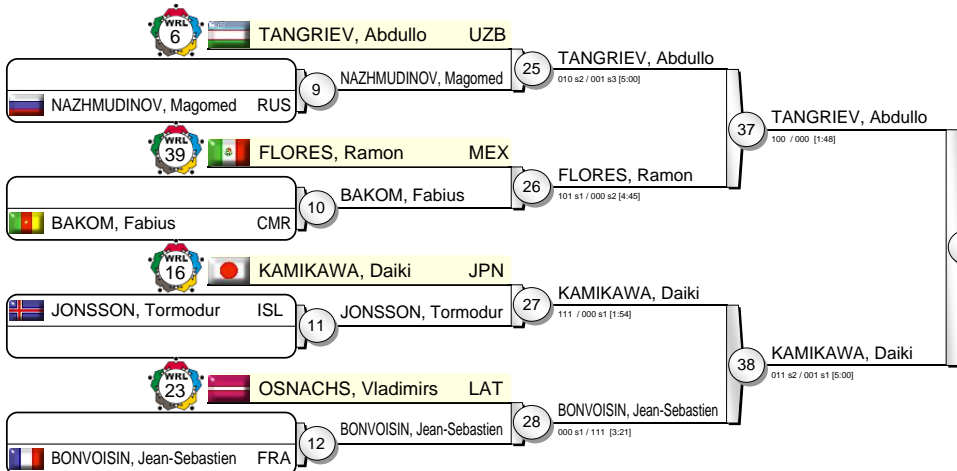 WRL
6
TANGRIEV, Abdullo UZB
NAZHMUDINOV, Magomed RUS
9
NAZHMUDINOV, Magomed
25
TANGRIEV, Abdullo
010 s2 / 001 s3 [5:00]
WRL
39
FLORES, Ramon MEX
BAKOM, Fabius CMR
10
BAKOM, Fabius
26
FLORES, Ramon
101 s1 / 000 s2 [4:45]
37
TANGRIEV, Abdullo
100 / 000 [1:48]
WRL
16
KAMIKAWA, Daiki JPN
JONSSON, Tormodur ISL
11
JONSSON, Tormodur
27
KAMIKAWA, Daiki
111 / 000 s1 [1:54]
WRL
23
OSNACHS, Vladimirs LAT
BONVOISIN, Jean-Sebastien FRA
12
BONVOISIN, Jean-Sebastien
28
BONVOISIN, Jean-Sebastien
000 s1 / 111 [3:21]
38
KAMIKAWA, Daiki
011 s2 / 001 s1 [5:00]